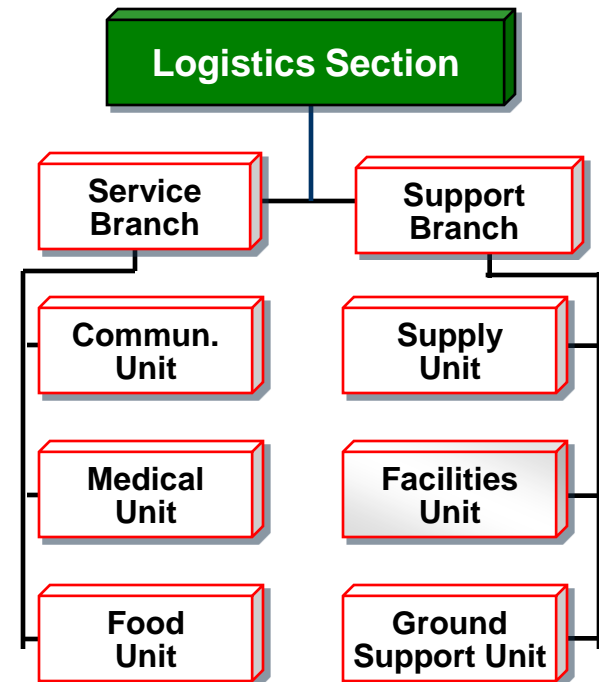 Logistics Section
Service
Branch
Support
Branch
Commun.
Unit
Supply
Unit
Medical
Unit
Facilities
Unit
Food
Unit
Ground
Support Unit